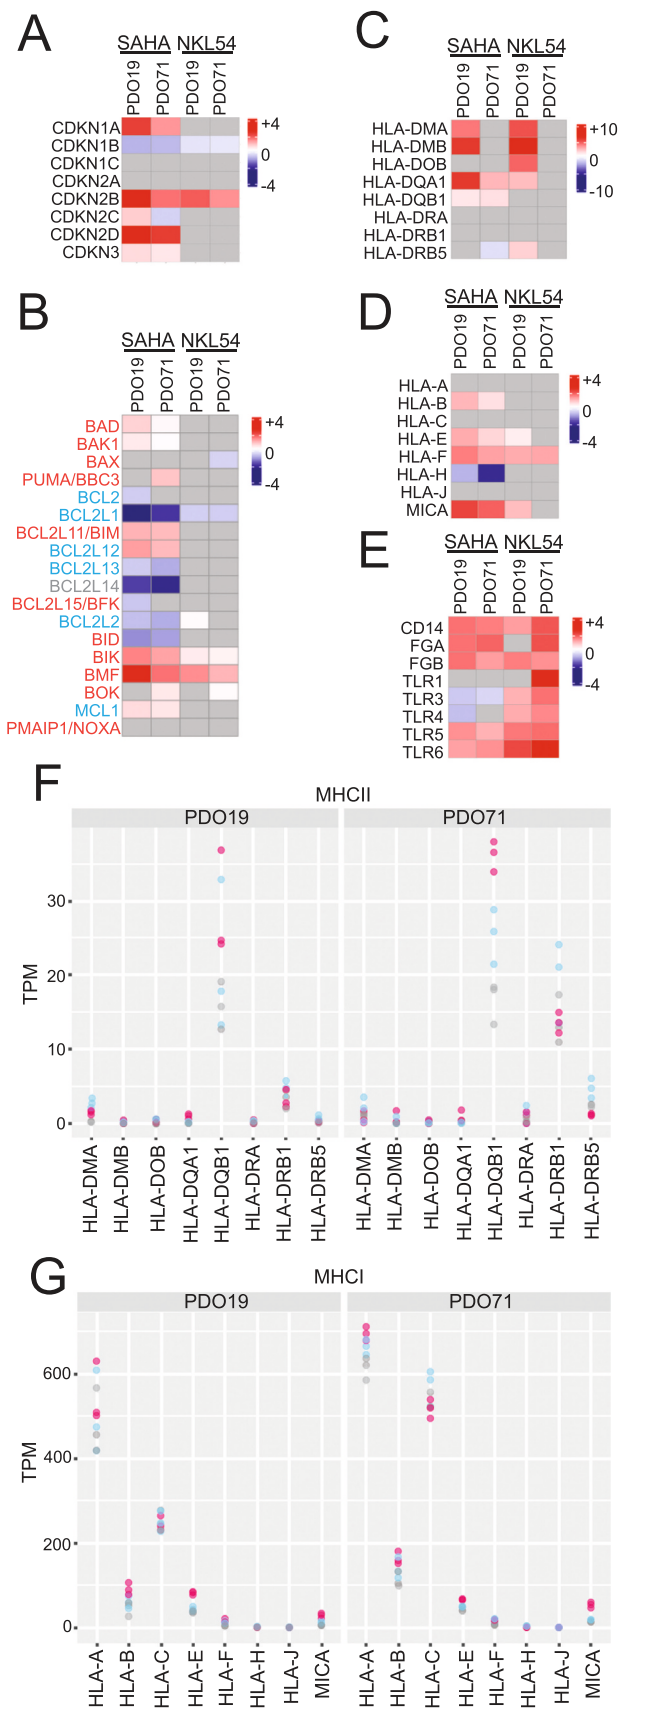 A
SAHA NKL54
PDO19 PDO71 PDO19 PDO71
CDKN1A
CDKN1B
CDKN1C
CDKN2A
CDKN2B
CDKN2C
CDKN2D
CDKN3
+4
0
-4
C
SAHA NKL54
PDO19 PDO71 PDO19 PDO71
HLA-DMA
HLA-DMB
HLA-DOB
HLA-DQA1
HLA-DQB1
HLA-DRA
HLA-DRB1
HLA-DRB5
+10
0
-10
B
SAHA NKL54
PDO19 PDO71 PDO19 PDO71
BAD
BAK1
BAX
PUMA/BBC3
BCL2
BCL2L1
BCL2L11/BIM
BCL2L12
BCL2L13
BCL2L14
BCL2L15/BFK
BCL2L2
BID
BIK
BMF
BOK
MCL1
PMAIP1/NOXA
+4
0
-4
D
SAHA NKL54
PDO19 PDO71 PDO19 PDO71
HLA-A
HLA-B
HLA-C
HLA-E
HLA-F
HLA-H
HLA-J
MICA
+4
0
-4
E
SAHA NKL54
PDO19 PDO71 PDO19 PDO71
CD14
FGA
FGB
TLR1
TLR3
TLR4
TLR5
TLR6
+4
0
-4
F
MHCII
PDO19 PDO71
TPM
30
20
10
0
HLA-DMA HLA-DMB HLA-DOB HLA-DQA1 HLA-DQB1 HLA-DRA HLA-DRB1 HLA-DRB5 HLA-DMA HLA-DMB HLA-DOB HLA-DQA1 HLA-DQB1 HLA-DRA HLA-DRB1 HLA-DRB5
G
MHCI
PDO19 PDO71
TPM
600
400
200
0
HLA-A HLA-B HLA-C HLA-E HLA-F HLA-H HLA-J MICA HLA-A HLA-B HLA-C HLA-E HLA-F HLA-H HLA-J MICA